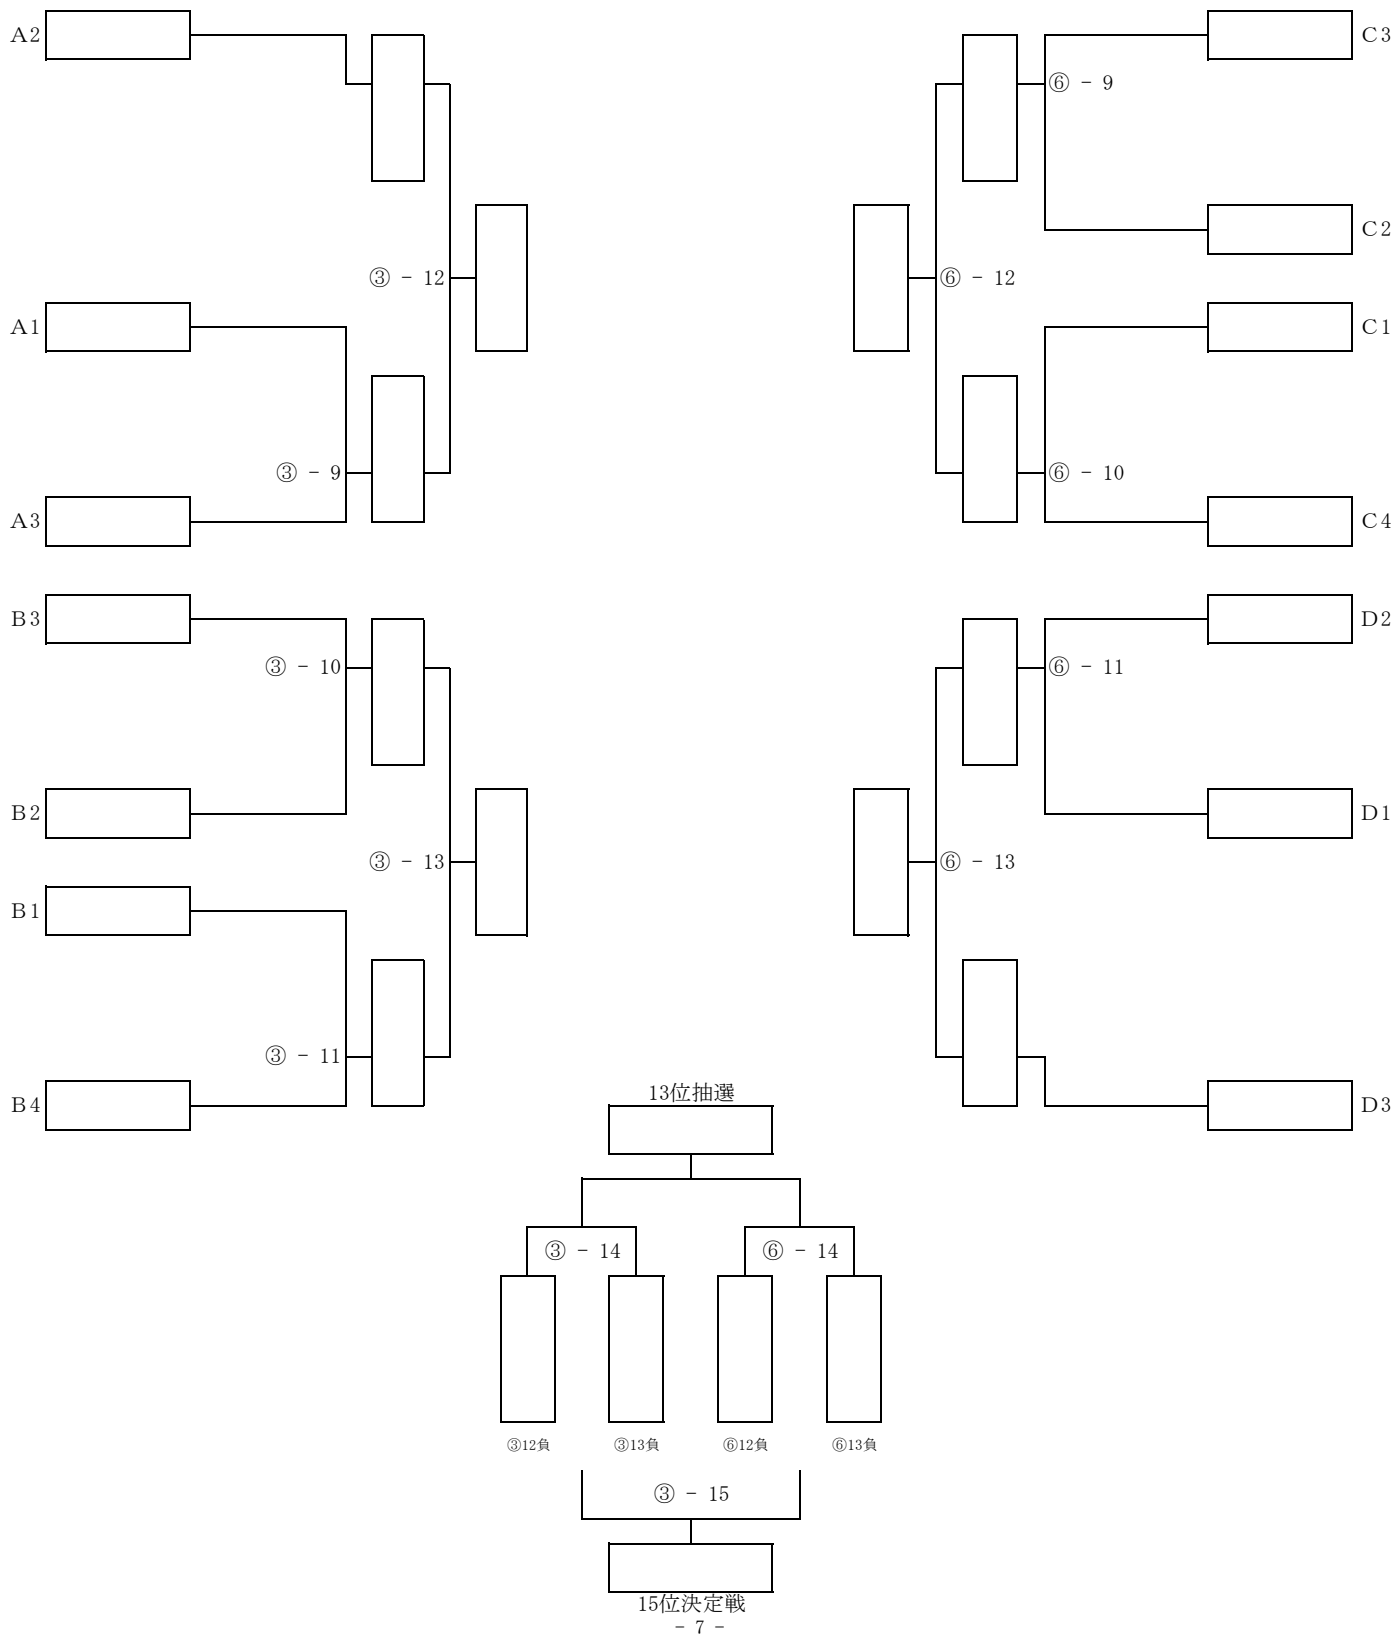 A2
C3
⑥ - 9
C2
③ - 12
⑥ - 12
A1
C1
③ - 9
⑥ - 10
A3
C4
B3
D2
③ - 10
⑥ - 11
B2
D1
③ - 13
⑥ - 13
B1
③ - 11
13位抽選
B4
D3
③ - 14
⑥ - 14
③12負
③13負
⑥12負
⑥13負
③ - 15
15位決定戦
- 7 -